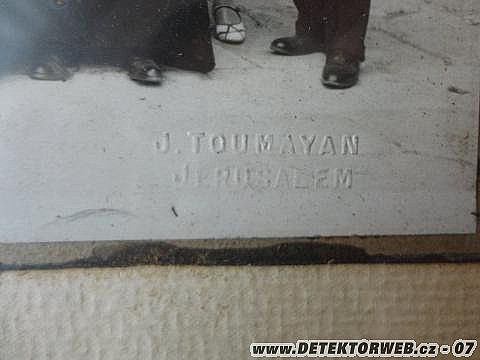 J. TOUMAYAN
JERUSALEM
www.DETEKTORWEB.cz - 07